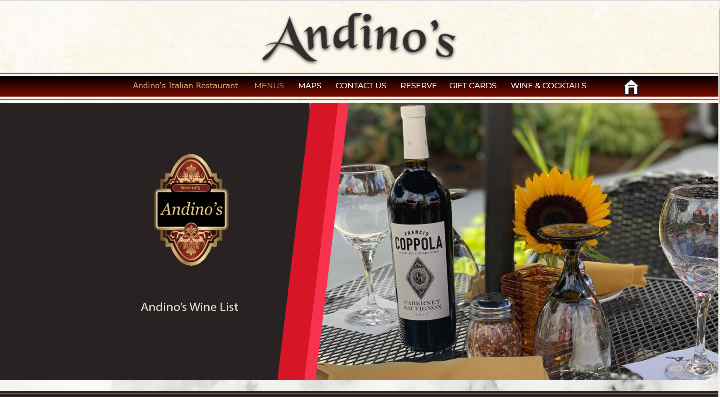 Andino's
Andino's Italian Restaurant MENUS MAPS CONTACT US RESERVE GIFT CARDS WINE & COCKTAILS
Since 1975
Andino's
Andino's Wine List
FRANCIS
COPPOLA
CABERNET
SAUVIGNON